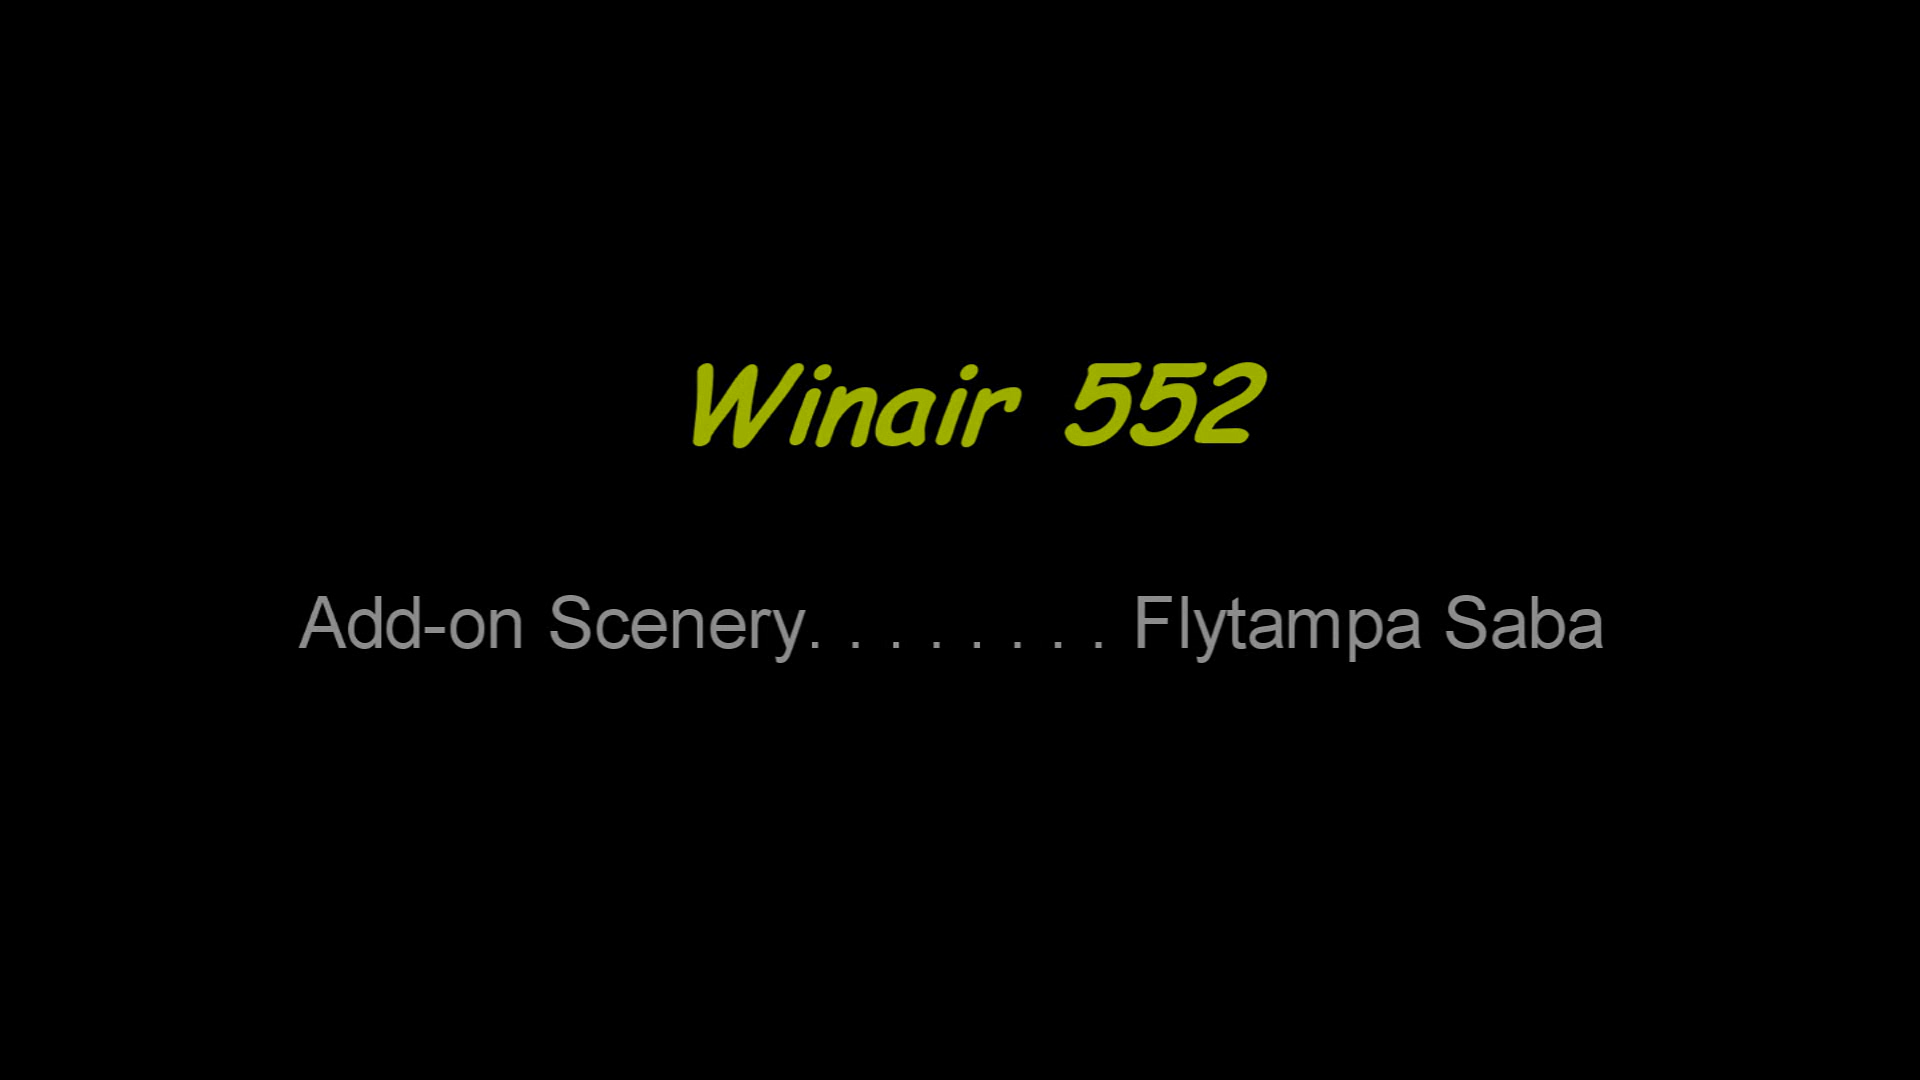 Winair 552
Add-on Scenery. . . . . . . . Flytampa Saba